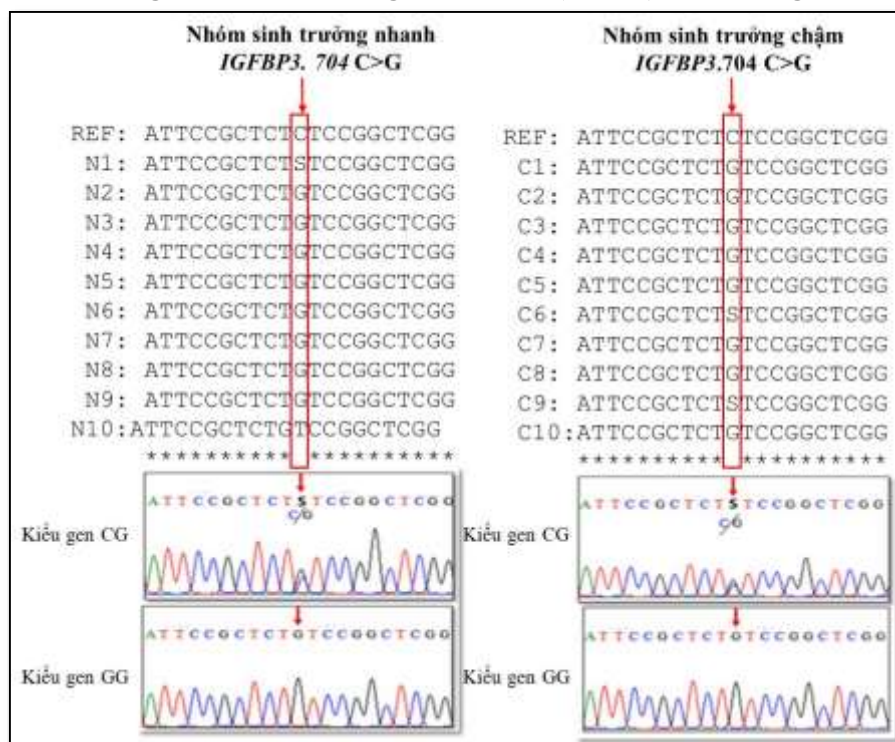 Nhóm sinh trưởng nhanh
IGFBP3. 704 C>G
REF: ATTCCGCTCTCTCCGGCTCGG
N1: ATTCCGCTCTSTCCGGCTCGG
N2: ATTCCGCTCTGTCCGGCTCGG
N3: ATTCCGCTCTGTCCGGCTCGG
N4: ATTCCGCTCTGTCCGGCTCGG
N5: ATTCCGCTCTGTCCGGCTCGG
N6: ATTCCGCTCTGTCCGGCTCGG
N7: ATTCCGCTCTGTCCGGCTCGG
N8: ATTCCGCTCTGTCCGGCTCGG
N9: ATTCCGCTCTGTCCGGCTCGG
N10:ATTCCGCTCTGTCCGGCTCGG
********** **********
Kiểu gen CG
ATTCCGCTCTSTCCGGCTCGG
C/G
Kiểu gen GG
ATTCCGCTCTGTCCGGCTCGG
Nhóm sinh trưởng chậm
IGFBP3.704 C>G
REF: ATTCCGCTCTCTCCGGCTCGG
C1: ATTCCGCTCTGTCCGGCTCGG
C2: ATTCCGCTCTGTCCGGCTCGG
C3: ATTCCGCTCTGTCCGGCTCGG
C4: ATTCCGCTCTGTCCGGCTCGG
C5: ATTCCGCTCTGTCCGGCTCGG
C6: ATTCCGCTCTSTCCGGCTCGG
C7: ATTCCGCTCTGTCCGGCTCGG
C8: ATTCCGCTCTGTCCGGCTCGG
C9: ATTCCGCTCTSTCCGGCTCGG
C10:ATTCCGCTCTGTCCGGCTCGG
********** **********
Kiểu gen CG
ATTCCGCTCTSTCCGGCTCGG
C/G
Kiểu gen GG
ATTCCGCTCTGTCCGGCTCGG